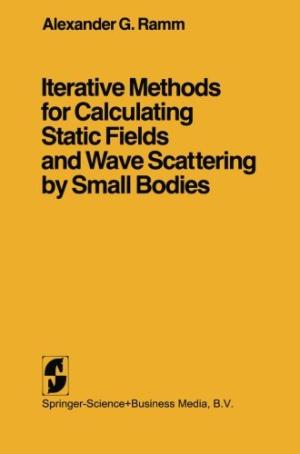 Alexander G. Ramm
Iterative Methods
for Calculating
Static Fields
and Wave Scattering
by Small Bodies
Springer-Science+Business Media, B.V.